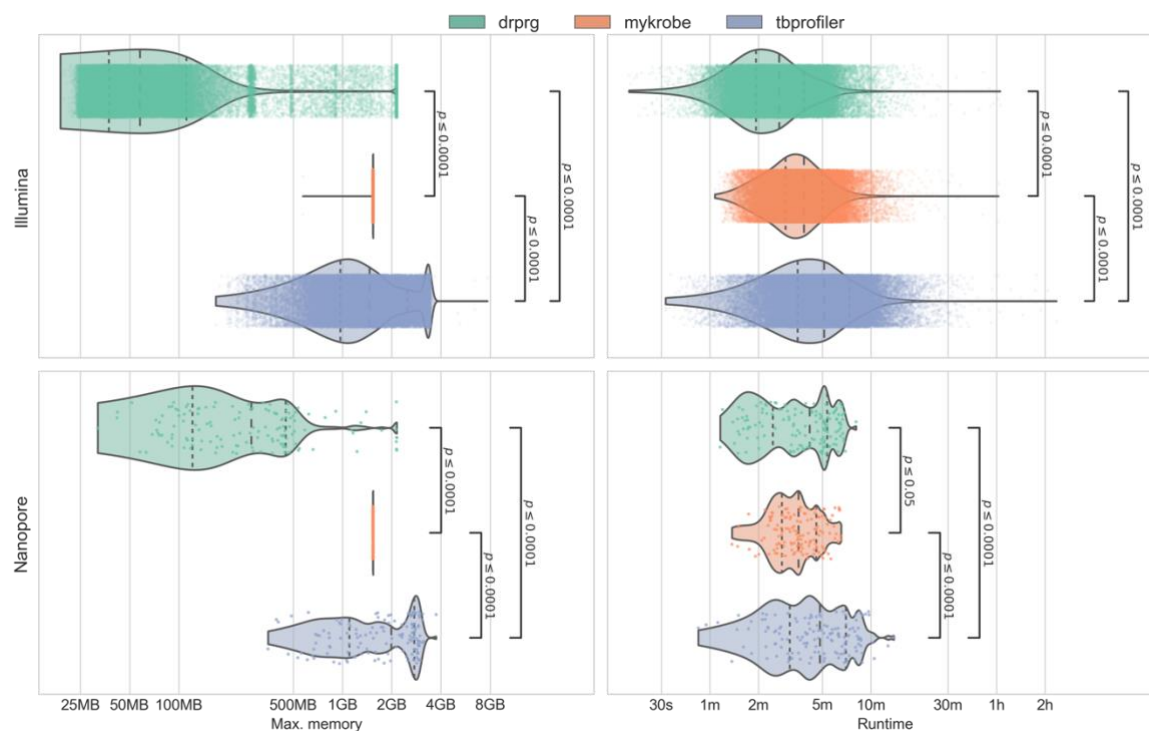 drprg mykrobe tbprofiler
Illumina
p ≤ 0.0001
p ≤ 0.0001
p ≤ 0.0001
p ≤ 0.0001
p ≤ 0.0001
p ≤ 0.0001
Nanopore
p ≤ 0.0001
p ≤ 0.0001
p ≤ 0.0001
p ≤ 0.05
p ≤ 0.0001
p ≤ 0.0001
25MB 50MB 100MB 500MB 1GB 2GB 4GB 8GB
Max. memory
30s 1m 2m 5m 10m 30m 1h 2h
Runtime